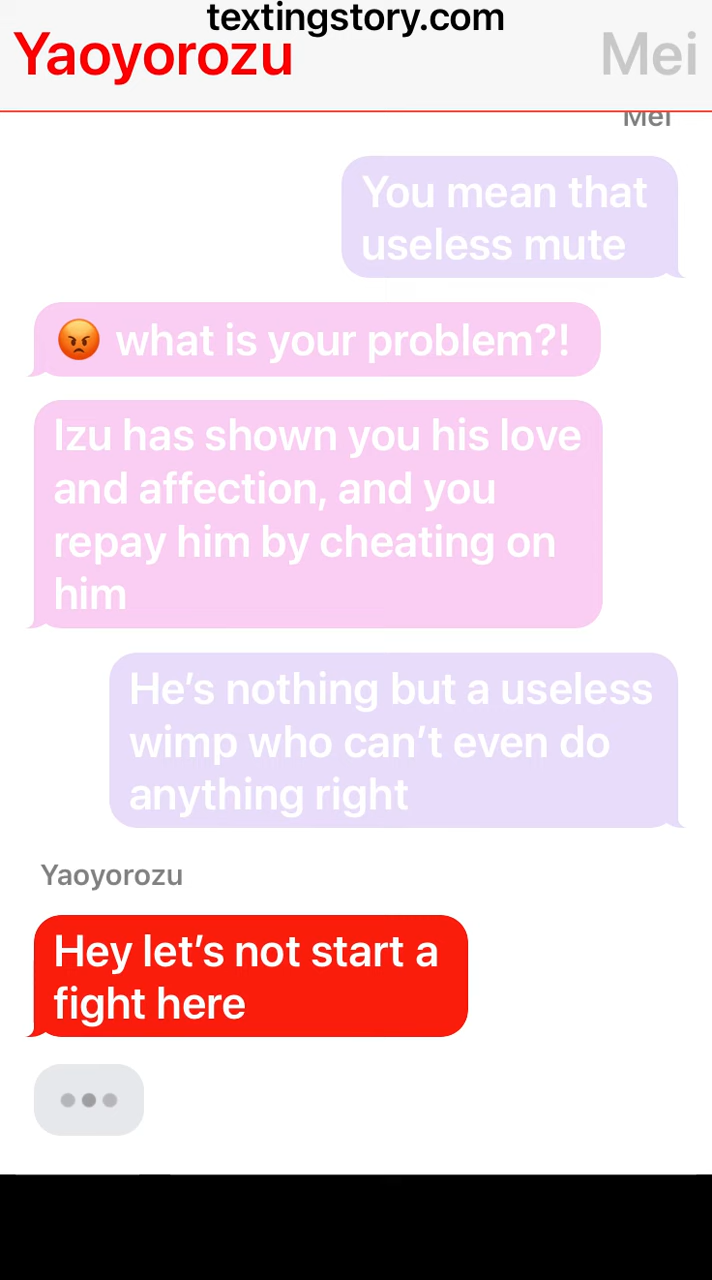 textingstory.com
Yaoyorozu Mei
Mei
You mean that
useless mute
😡 what is your problem?!
Izu has shown you his love
and affection, and you
repay him by cheating on
him
He’s nothing but a useless
wimp who can’t even do
anything right
Yaoyorozu
Hey let’s not start a
fight here